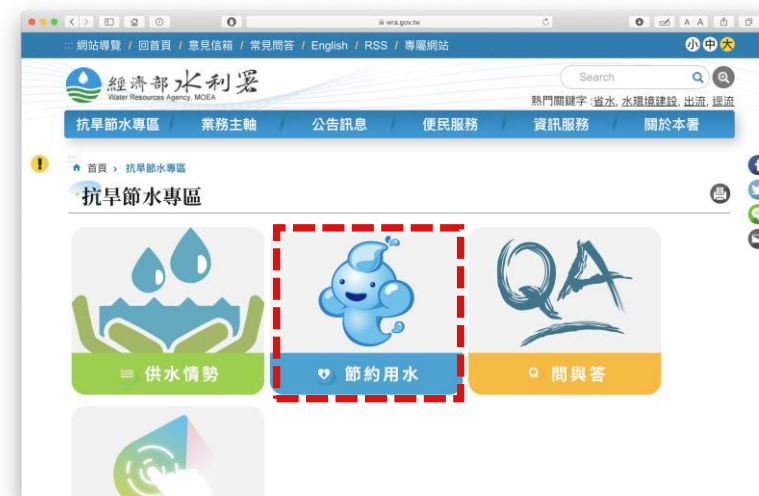 wra.gov.tw
A A
:::網站導覽 / 回首頁 / 意見信箱 / 常見問答 / English / RSS / 專屬網站
小 中 大
經濟部水利署
Water Resources Agency, MOEA
Search
熱門關鍵字 :省水, 水環境建設, 出流, 逕流
抗旱節水專區 / 業務主軸 / 公告訊息 / 便民服務 / 資訊服務 / 關於本署
:::
首頁 › 抗旱節水專區
抗旱節水專區
QA
供水情勢
節約用水
Q 問與答